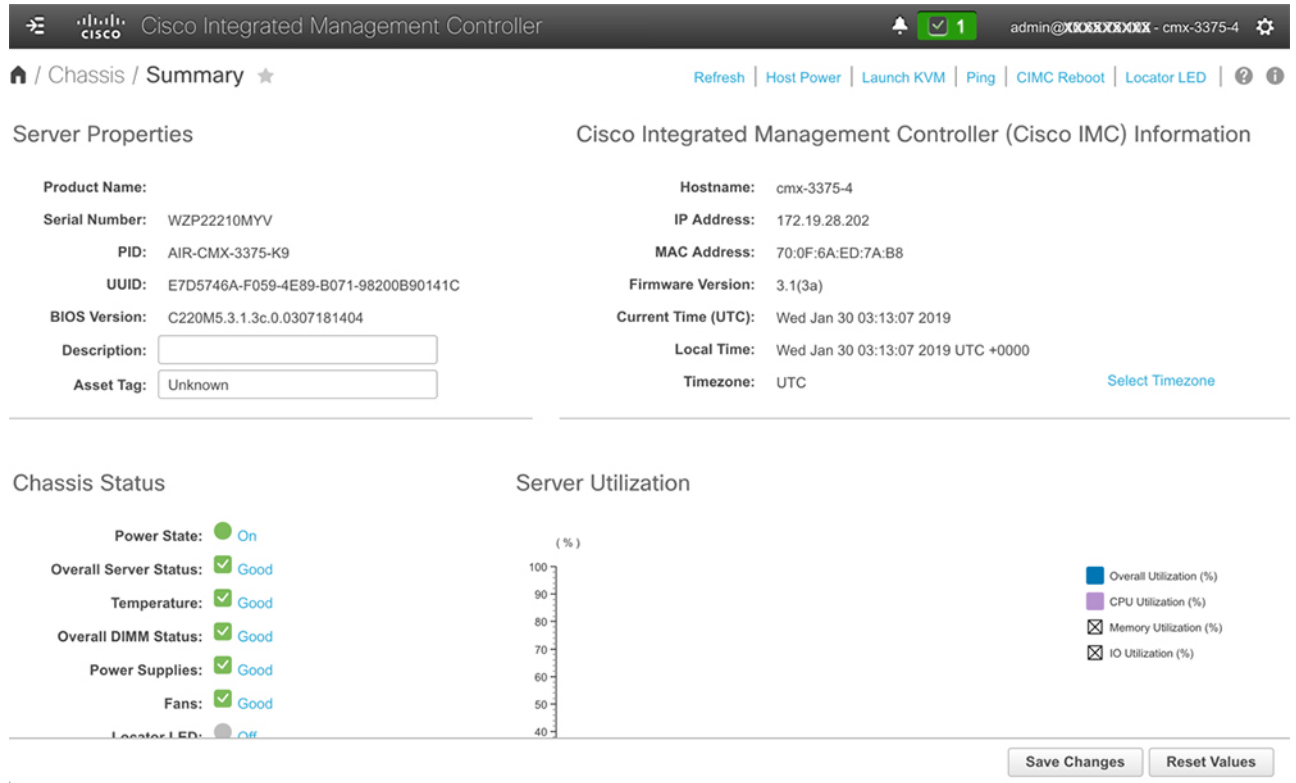 CISCO Cisco Integrated Management Controller 1 admin@ - cmx-3375-4
/ Chassis / Summary
Refresh | Host Power | Launch KVM | Ping | CIMC Reboot | Locator LED |
Server Properties
Product Name:
Serial Number: WZP22210MYV
PID: AIR-CMX-3375-K9
UUID: E7D5746A-F059-4E89-B071-98200B90141C
BIOS Version: C220M5.3.1.3c.0.0307181404
Description:
Asset Tag: Unknown
Cisco Integrated Management Controller (Cisco IMC) Information
Hostname: cmx-3375-4
IP Address: 172.19.28.202
MAC Address: 70:0F:6A:ED:7A:B8
Firmware Version: 3.1(3a)
Current Time (UTC): Wed Jan 30 03:13:07 2019
Local Time: Wed Jan 30 03:13:07 2019 UTC +0000
Timezone: UTC Select Timezone
Chassis Status
Power State: On
Overall Server Status: Good
Temperature: Good
Overall DIMM Status: Good
Power Supplies: Good
Fans: Good
Locator LED: Off
Server Utilization
(%)
100
90
80
70
60
50
40
Overall Utilization (%)
CPU Utilization (%)
Memory Utilization (%)
IO Utilization (%)
Save Changes Reset Values